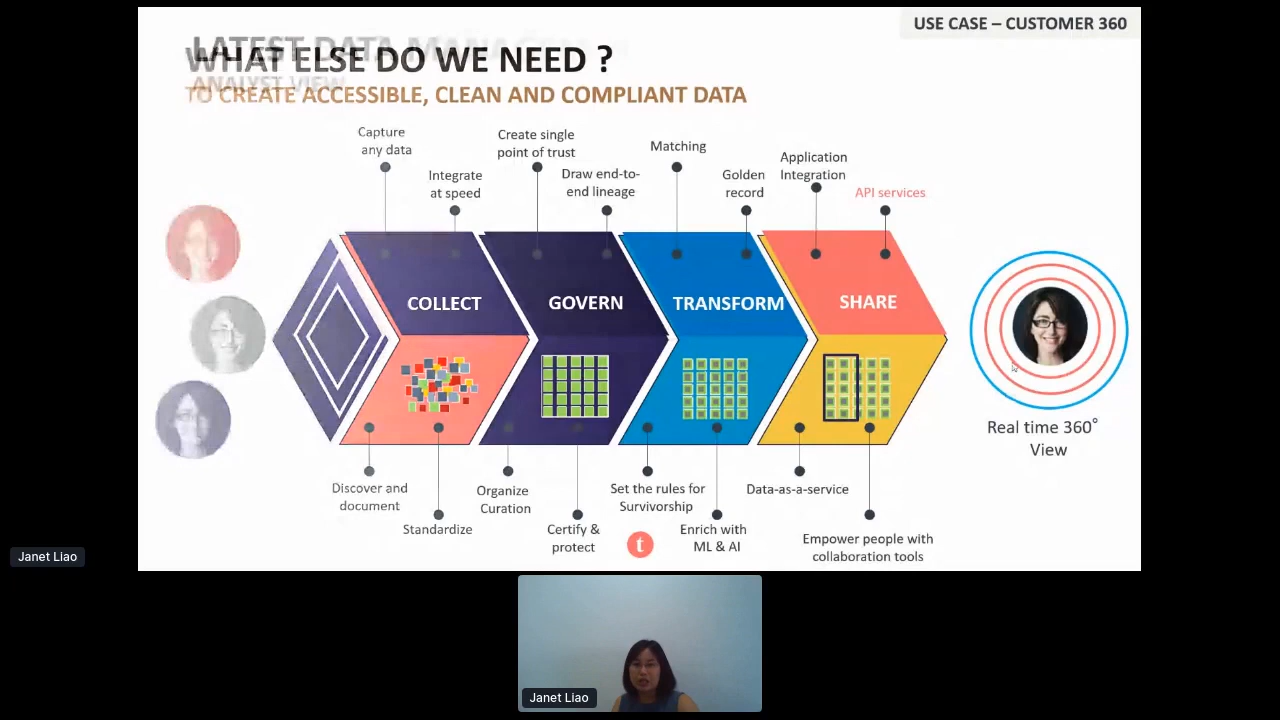 USE CASE – CUSTOMER 360
LATEST DATA
WHAT ELSE DO WE NEED ?
ANALYST VIEW
TO CREATE ACCESSIBLE, CLEAN AND COMPLIANT DATA
Capture
any data
Integrate
at speed
Create single
point of trust
Draw end-to-
end lineage
Matching
Golden
record
Application
Integration
API services
COLLECT
GOVERN
TRANSFORM
SHARE
Real time 360°
View
Discover and
document
Standardize
Organize
Curation
Certify &
protect
Set the rules for
Survivorship
Enrich with
ML & AI
Data-as-a-service
Empower people with
collaboration tools
t
Janet Liao
Janet Liao